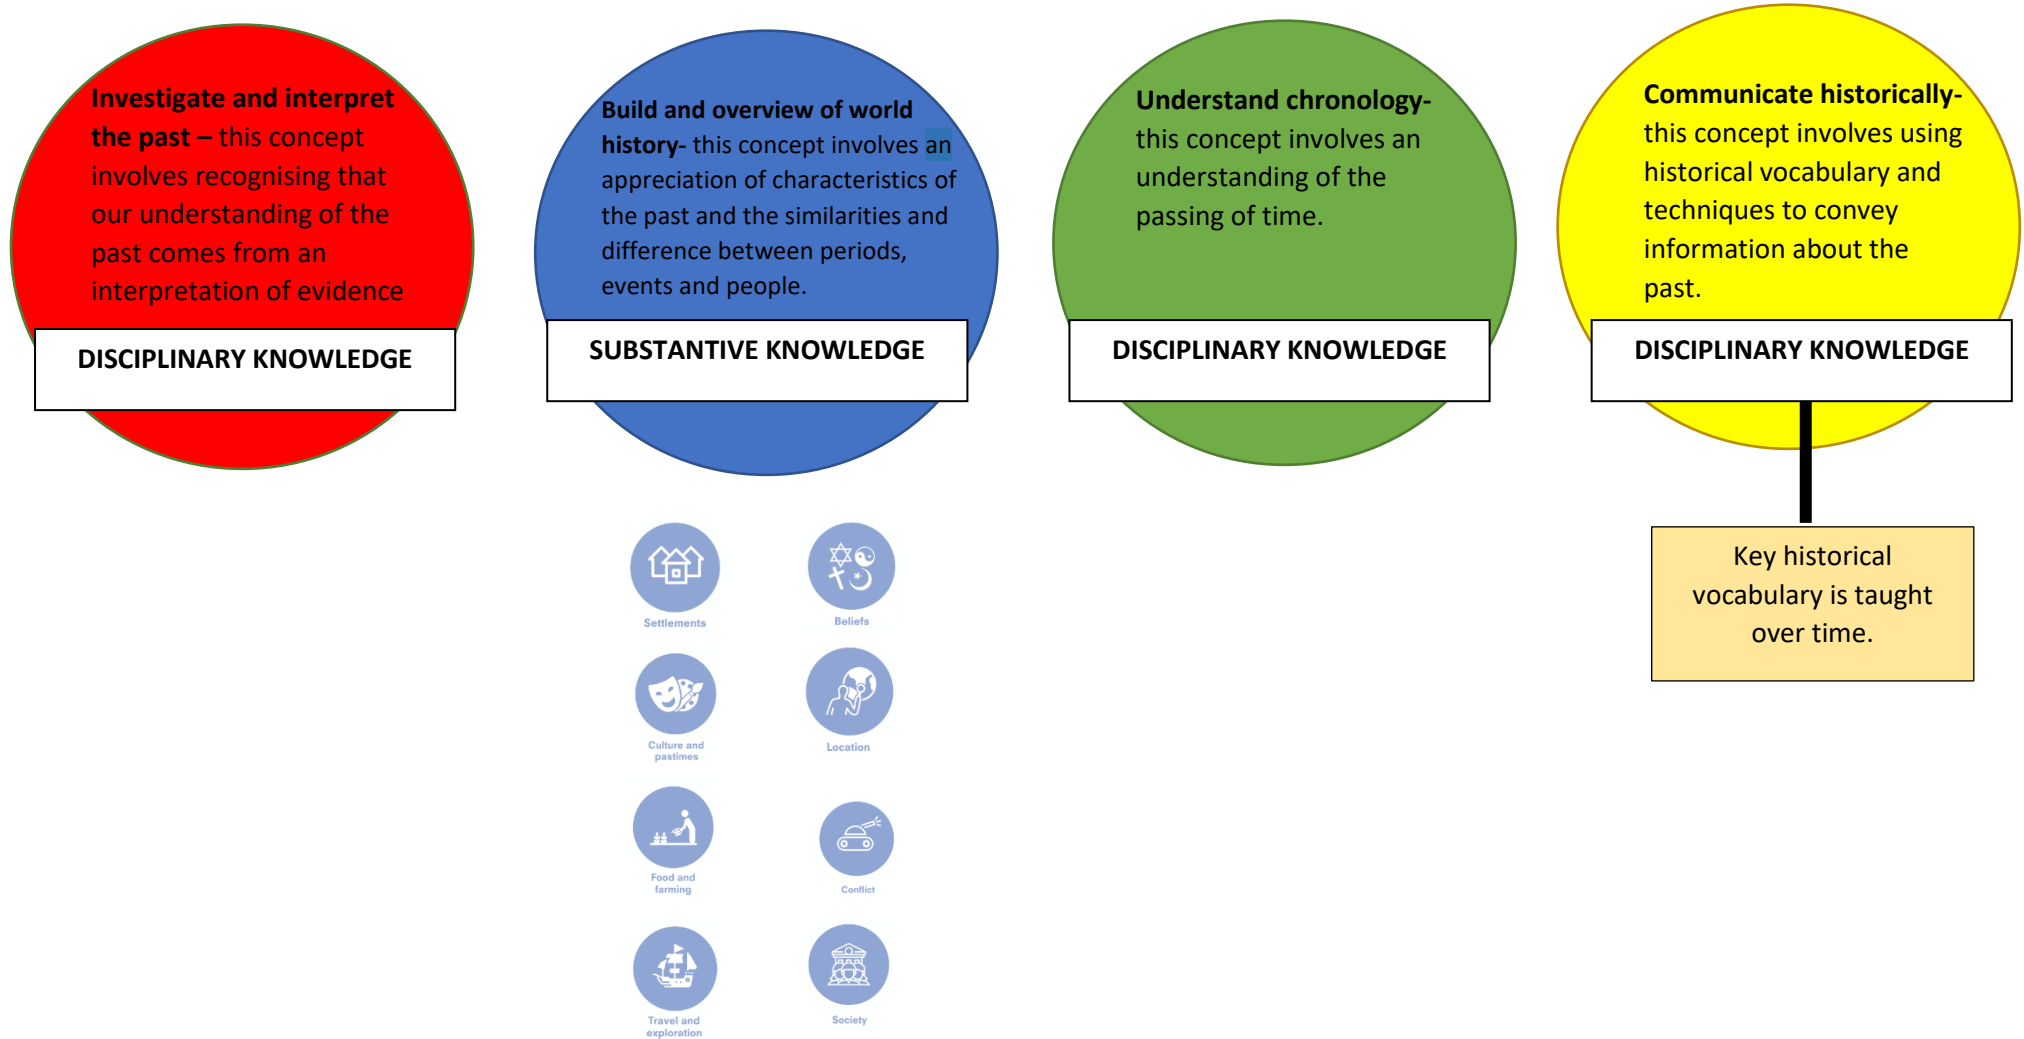 Investigate and interpret
the past – this concept
involves recognising that
our understanding of the
past comes from an
interpretation of evidence
DISCIPLINARY KNOWLEDGE
Build and overview of world
history- this concept involves an
appreciation of characteristics of
the past and the similarities and
difference between periods,
events and people.
SUBSTANTIVE KNOWLEDGE
Understand chronology-
this concept involves an
understanding of the
passing of time.
DISCIPLINARY KNOWLEDGE
Communicate historically-
this concept involves using
historical vocabulary and
techniques to convey
information about the
past.
DISCIPLINARY KNOWLEDGE
Key historical
vocabulary is taught
over time.
Settlements
Beliefs
Culture and
pastimes
Location
Food and
farming
Conflict
Travel and
exploration
Society